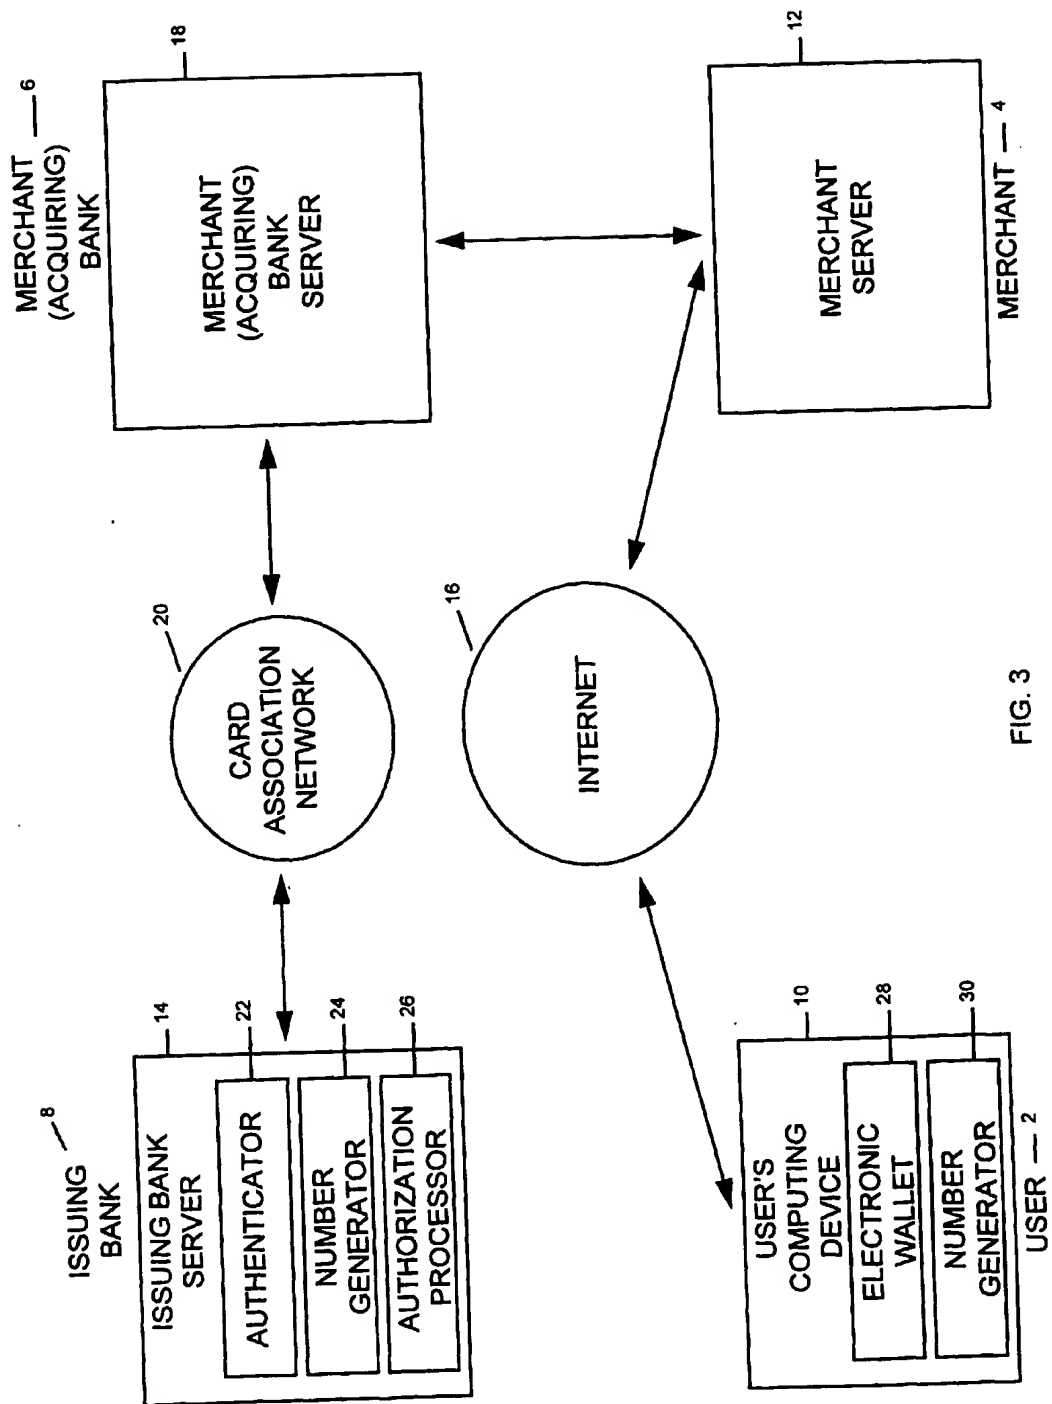 ISSUING
BANK
8
ISSUING BANK
SERVER
14
AUTHENTICATOR
22
NUMBER
GENERATOR
24
AUTHORIZATION
PROCESSOR
26
20
CARD
ASSOCIATION
NETWORK
MERCHANT
(ACQUIRING)
BANK
6
MERCHANT
(ACQUIRING)
BANK
SERVER
18
USER'S
COMPUTING
DEVICE
10
ELECTRONIC
WALLET
28
NUMBER
GENERATOR
30
USER
2
16
INTERNET
MERCHANT
SERVER
12
MERCHANT
4
FIG. 3